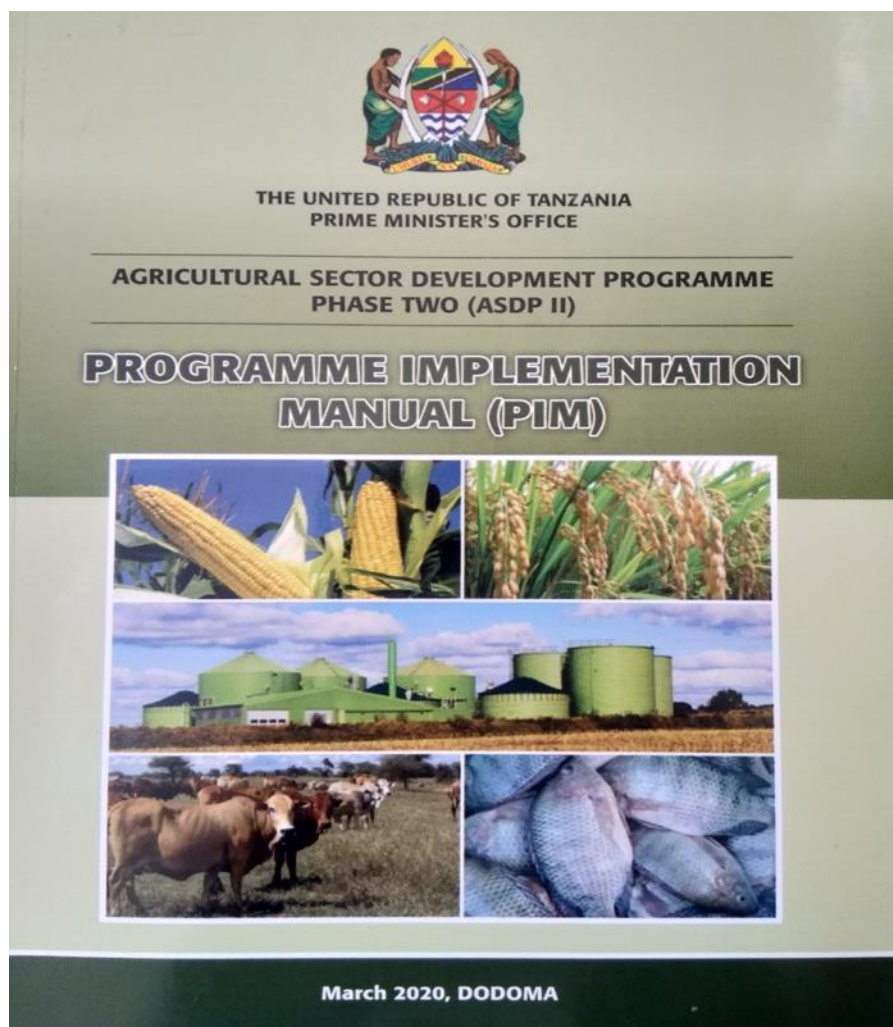 THE UNITED REPUBLIC OF TANZANIA
PRIME MINISTER'S OFFICE
AGRICULTURAL SECTOR DEVELOPMENT PROGRAMME
PHASE TWO (ASDP II)
PROGRAMME IMPLEMENTATION
MANUAL (PIM)
March 2020, DODOMA